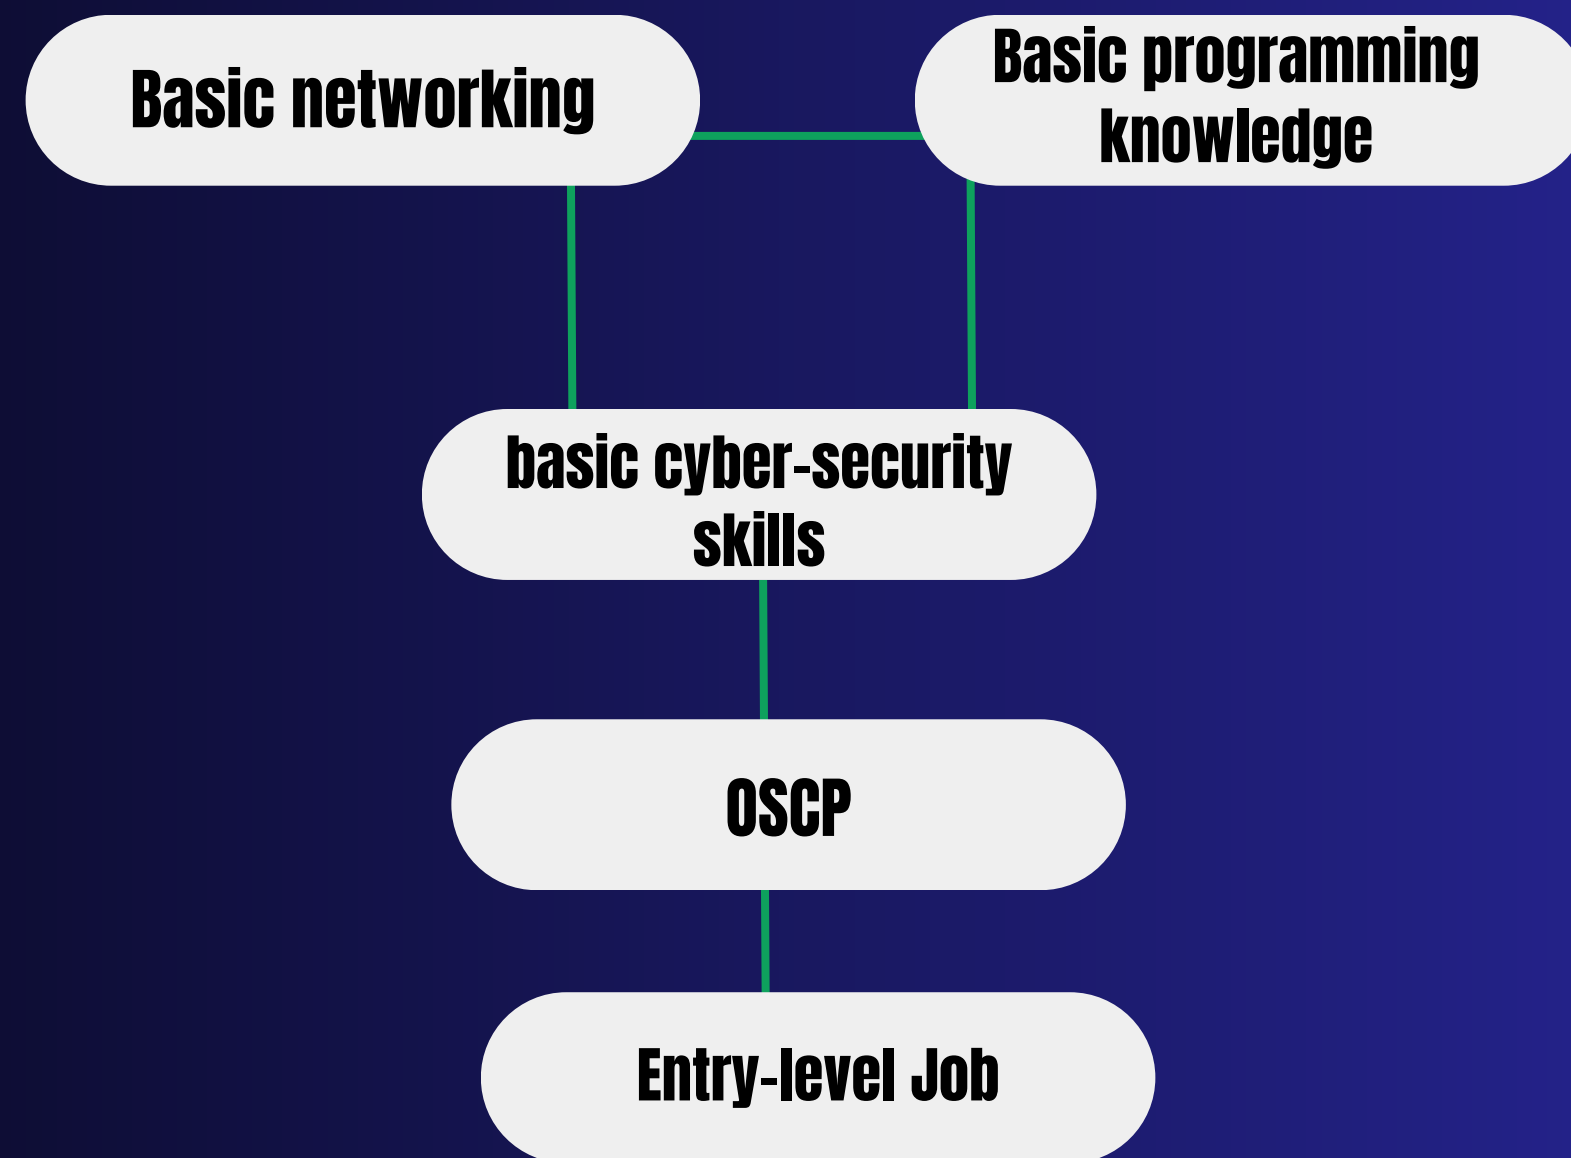 Basic networking
Basic programming
knowledge
basic cyber-security
skills
OSCP
Entry-level Job